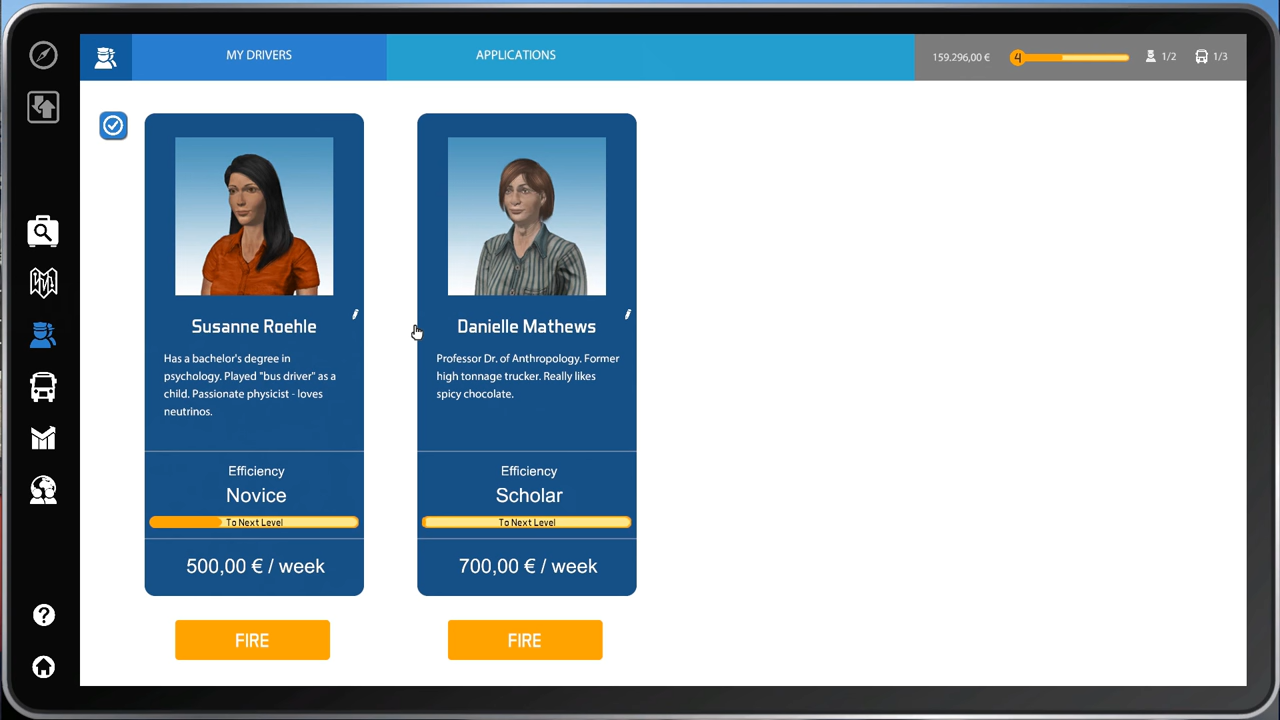 MY DRIVERS
APPLICATIONS
159.296,00 €
4
1/2
1/3
Susanne Roehle
Has a bachelor's degree in
psychology. Played "bus driver" as a
child. Passionate physicist - loves
neutrinos.
Efficiency
Novice
To Next Level
500,00 € / week
FIRE
Danielle Mathews
Professor Dr. of Anthropology. Former
high tonnage trucker. Really likes
spicy chocolate.
Efficiency
Scholar
To Next Level
700,00 € / week
FIRE
?